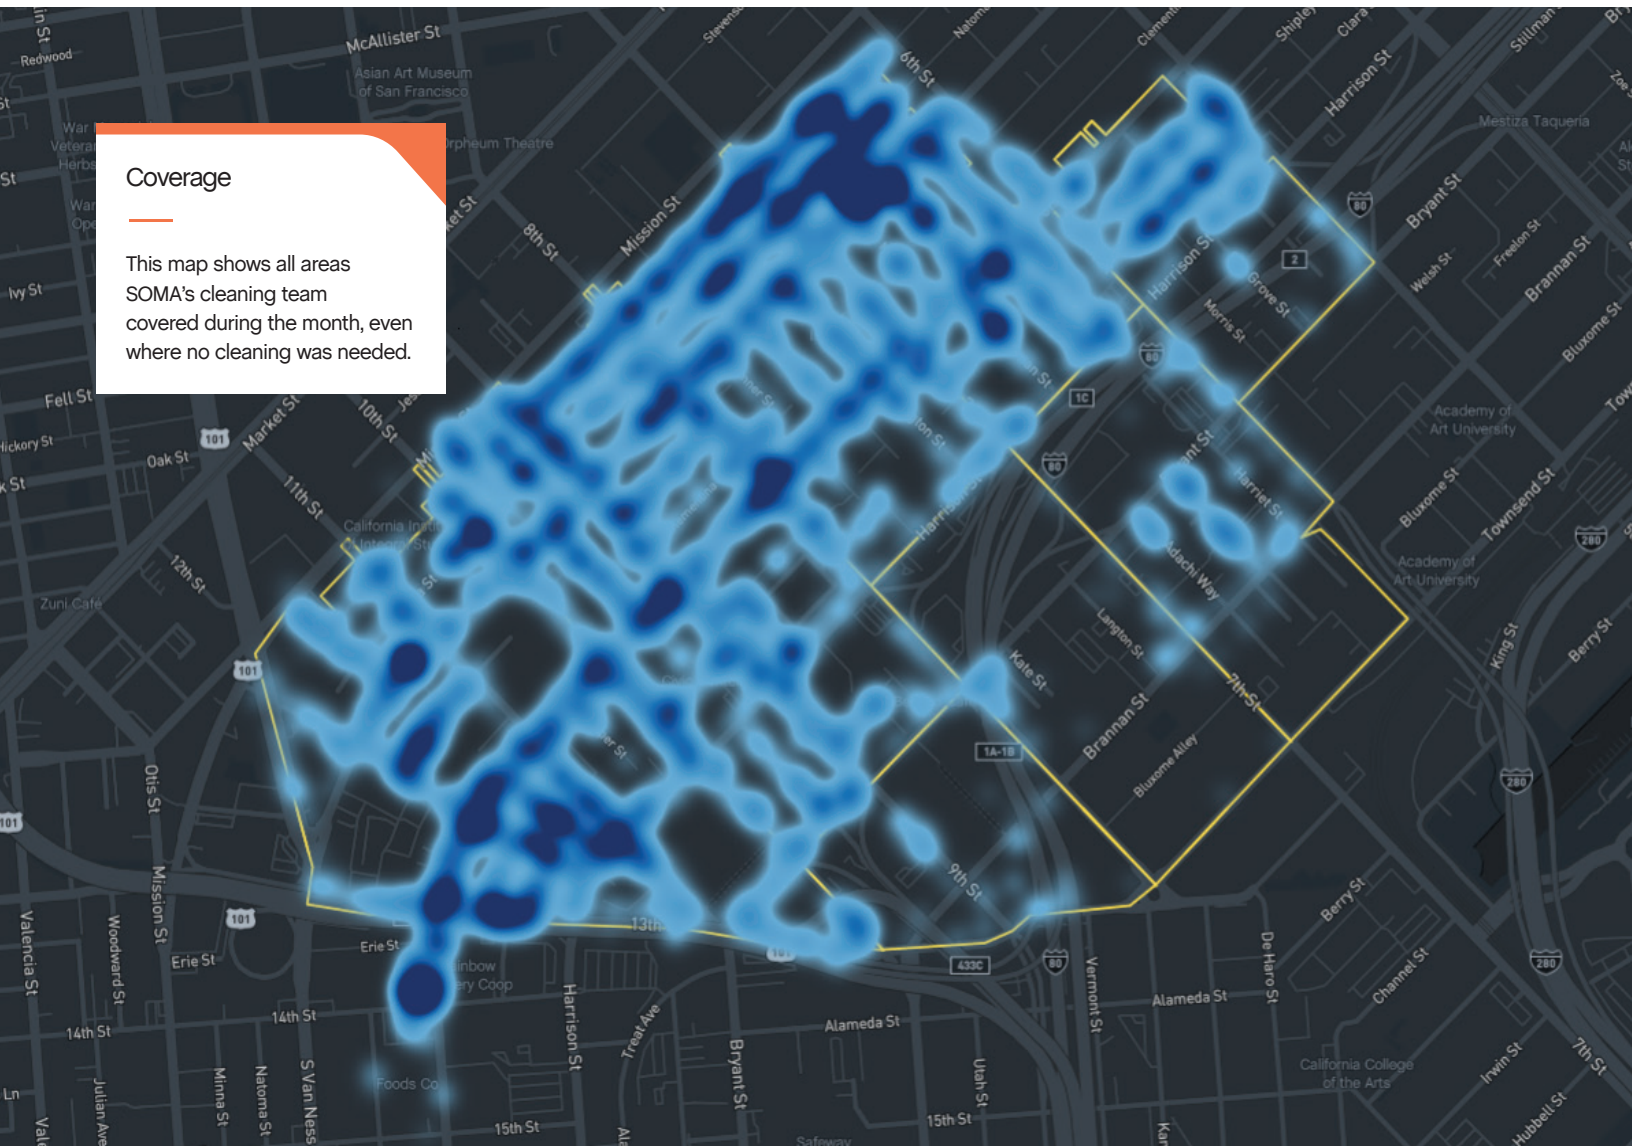 Coverage
This map shows all areas
SOMA's cleaning team
covered during the month, even
where no cleaning was needed.
McAllister St
Redwood
Asian Art Museum
of San Francisco
Orpheum Theatre
6th St
Harrison St
Mestiza Taqueria
8th St
Mission St
80
Bryant St
2
Welsh St
Freelon St
Brannan St
Harrison St
Grove St
Morris St
Bluxome St
Ivy St
Fell St
Hickory St
Oak St
101
Market St
10th St
11th St
12th St
80
1C
80
Academy of
Art University
Harriet St
Bluxome St
Townsend St
280
Academy of
Art University
Adachi Way
Langton St
Zuni Café
101
Kate St
7th St
King St
Berry St
1A-1B
Brannan St
Bluxome Alley
280
Otis St
Mission St
101
9th St
Berry St
101
13th
Erie St
Erie St
433C
80
280
Valencia St
Woodward St
Channel St
De Haro St
Vermont St
Alameda St
Alameda St
14th St
14th St
Harrison St
Treat Ave
Bryant St
Utah St
7th St
Irwin St
California College
of the Arts
Foods Co
S Van Ness
Minna St
Natoma St
Julian Ave
15th St
15th St
Safeway
Hubbell St